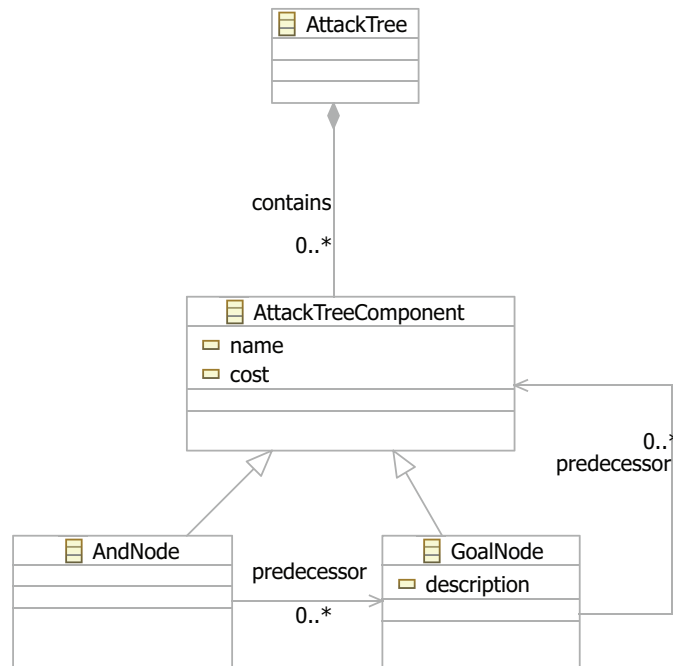 AttackTree
contains
0..*
AttackTreeComponent
name
cost
0..*
predecessor
AndNode
predecessor
0..*
GoalNode
description